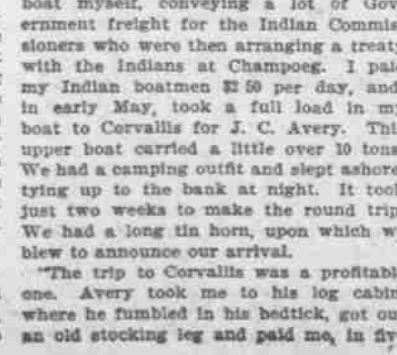 boat myself, conveying a lot of Gov
ernment freight for the Indian Commis
sioners who were then arranging a treaty
with the Indians at Champoeg. I paid
my Indian boatmen $2 50 per day, and
in early May, took a full load in my
boat to Corvallis for J. C. Avery. This
upper boat carried a little over 10 tons
We had a camping outfit and slept ashore
tying up to the bank at night. It took
just two weeks to make the round trip
We had a long tin horn, upon which w
blew to announce our arrival.
"The trip to Corvallis was a profitabl
one. Avery took me to his log cabin
where he fumbled in his bedtick, got ou
an old stocking leg and paid me, in fiv